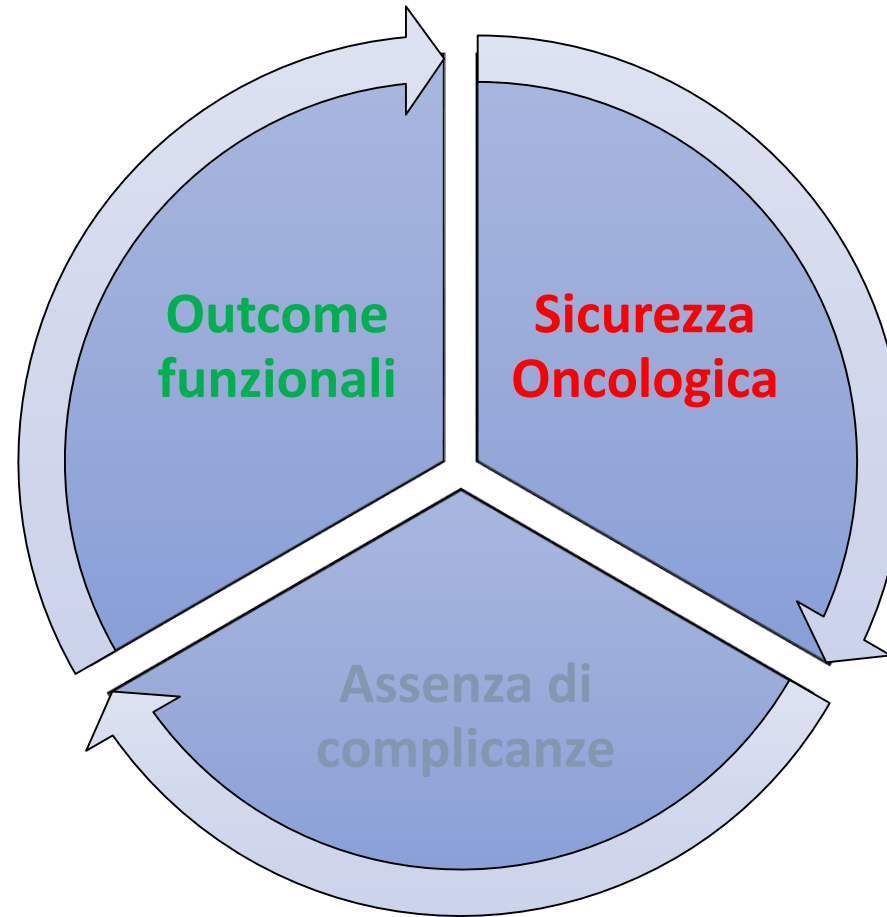 Outcome
funzionali
Sicurezza
Oncologica
Assenza di
complicanze